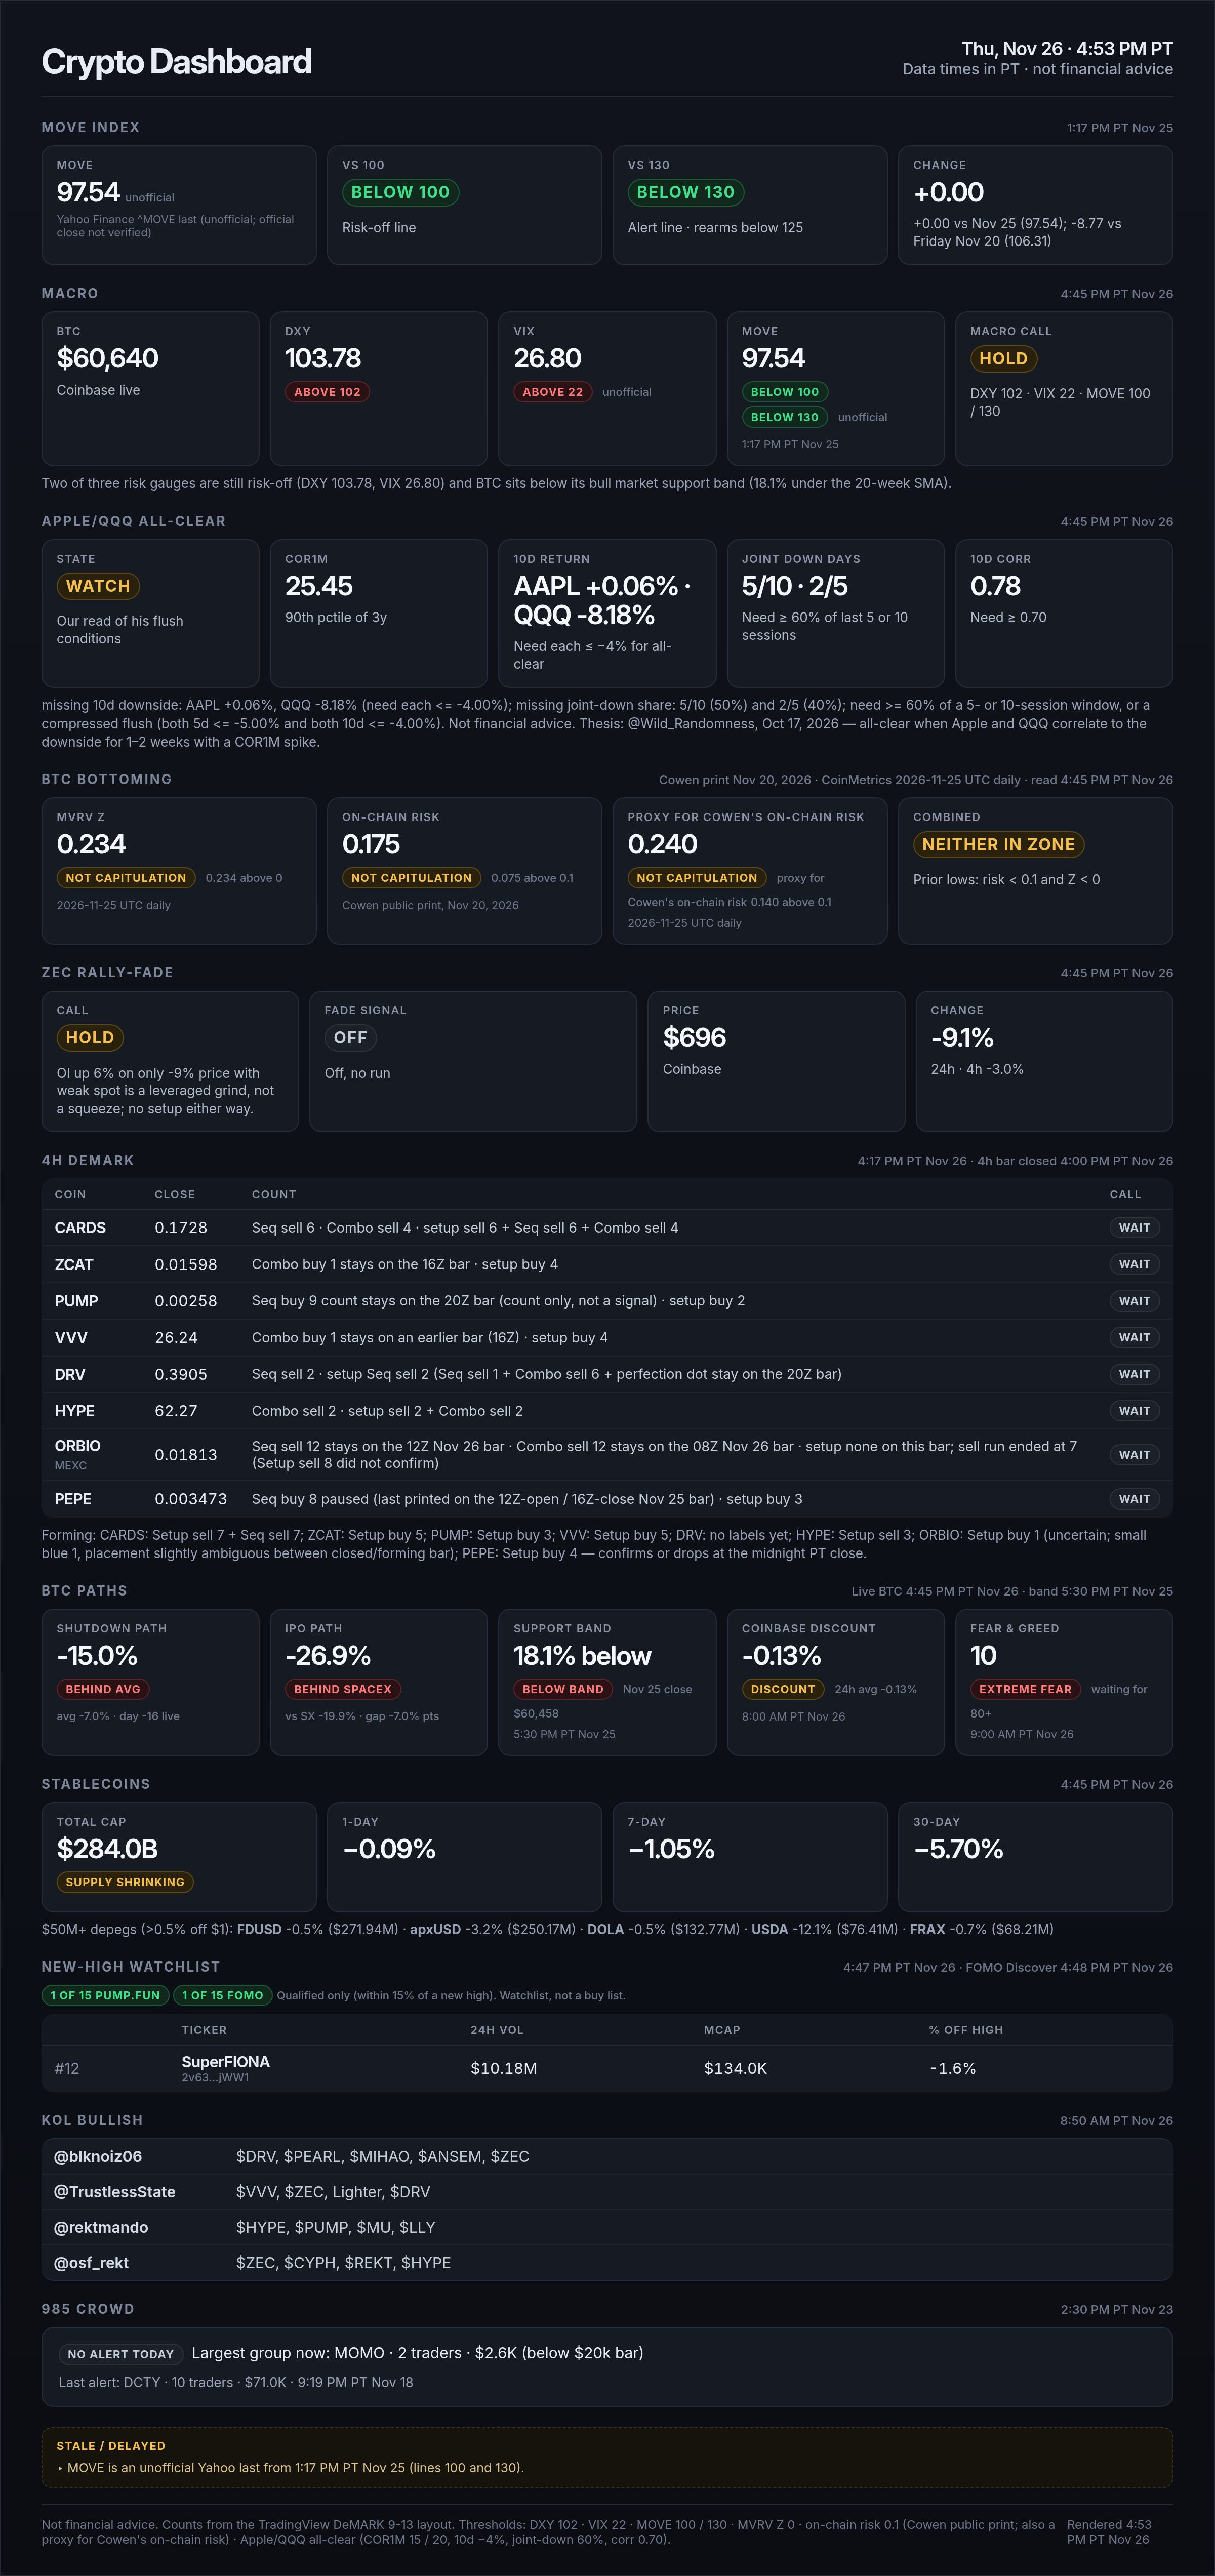 Crypto Dashboard
Thu, Nov 26 · 4:53 PM PT
Data times in PT · not financial advice
MOVE INDEX
1:17 PM PT Nov 25
MOVE
97.54 unofficial
Yahoo Finance ^MOVE last (unofficial; official
close not verified)
VS 100
BELOW 100
Risk-off line
VS 130
BELOW 130
Alert line · rearms below 125
CHANGE
+0.00
+0.00 vs Nov 25 (97.54); -8.77 vs
Friday Nov 20 (106.31)
MACRO
4:45 PM PT Nov 26
BTC
$60,640
Coinbase live
DXY
103.78
ABOVE 102
VIX
26.80
ABOVE 22 unofficial
MOVE
97.54
BELOW 100
BELOW 130 unofficial
1:17 PM PT Nov 25
MACRO CALL
HOLD
DXY 102 · VIX 22 · MOVE 100
/ 130
Two of three risk gauges are still risk-off (DXY 103.78, VIX 26.80) and BTC sits below its bull market support band (18.1% under the 20-week SMA).
APPLE/QQQ ALL-CLEAR
4:45 PM PT Nov 26
STATE
WATCH
Our read of his flush
conditions
COR1M
25.45
90th pctile of 3y
10D RETURN
AAPL +0.06% ·
QQQ -8.18%
Need each ≤ −4% for all-
clear
JOINT DOWN DAYS
5/10 · 2/5
Need ≥ 60% of last 5 or 10
sessions
10D CORR
0.78
Need ≥ 0.70
missing 10d downside: AAPL +0.06%, QQQ -8.18% (need each <= -4.00%); missing joint-down share: 5/10 (50%) and 2/5 (40%); need >= 60% of a 5- or 10-session window, or a
compressed flush (both 5d <= -5.00% and both 10d <= -4.00%). Not financial advice. Thesis: @Wild_Randomness, Oct 17, 2026 — all-clear when Apple and QQQ correlate to the
downside for 1–2 weeks with a COR1M spike.
BTC BOTTOMING
Cowen print Nov 20, 2026 · CoinMetrics 2026-11-25 UTC daily · read 4:45 PM PT Nov 26
MVRV Z
0.234
NOT CAPITULATION 0.234 above 0
2026-11-25 UTC daily
ON-CHAIN RISK
0.175
NOT CAPITULATION 0.075 above 0.1
Cowen public print, Nov 20, 2026
PROXY FOR COWEN'S ON-CHAIN RISK
0.240
NOT CAPITULATION proxy for
Cowen's on-chain risk 0.140 above 0.1
2026-11-25 UTC daily
COMBINED
NEITHER IN ZONE
Prior lows: risk < 0.1 and Z < 0
ZEC RALLY-FADE
4:45 PM PT Nov 26
CALL
HOLD
OI up 6% on only -9% price with
weak spot is a leveraged grind, not
a squeeze; no setup either way.
FADE SIGNAL
OFF
Off, no run
PRICE
$696
Coinbase
CHANGE
-9.1%
24h · 4h -3.0%
4H DEMARK
4:17 PM PT Nov 26 · 4h bar closed 4:00 PM PT Nov 26
COIN CLOSE COUNT CALL
CARDS 0.1728 Seq sell 6 · Combo sell 4 · setup sell 6 + Seq sell 6 + Combo sell 4 WAIT
ZCAT 0.01598 Combo buy 1 stays on the 16Z bar · setup buy 4 WAIT
PUMP 0.00258 Seq buy 9 count stays on the 20Z bar (count only, not a signal) · setup buy 2 WAIT
VVV 26.24 Combo buy 1 stays on an earlier bar (16Z) · setup buy 4 WAIT
DRV 0.3905 Seq sell 2 · setup Seq sell 2 (Seq sell 1 + Combo sell 6 + perfection dot stay on the 20Z bar) WAIT
HYPE 62.27 Combo sell 2 · setup sell 2 + Combo sell 2 WAIT
ORBIO
MEXC
0.01813
Seq sell 12 stays on the 12Z Nov 26 bar · Combo sell 12 stays on the 08Z Nov 26 bar · setup none on this bar; sell run ended at 7
(Setup sell 8 did not confirm)
WAIT
PEPE 0.003473 Seq buy 8 paused (last printed on the 12Z-open / 16Z-close Nov 25 bar) · setup buy 3 WAIT
Forming: CARDS: Setup sell 7 + Seq sell 7; ZCAT: Setup buy 5; PUMP: Setup buy 3; VVV: Setup buy 5; DRV: no labels yet; HYPE: Setup sell 3; ORBIO: Setup buy 1 (uncertain; small
blue 1, placement slightly ambiguous between closed/forming bar); PEPE: Setup buy 4 — confirms or drops at the midnight PT close.
BTC PATHS
Live BTC 4:45 PM PT Nov 26 · band 5:30 PM PT Nov 25
SHUTDOWN PATH
-15.0%
BEHIND AVG
avg -7.0% · day -16 live
IPO PATH
-26.9%
BEHIND SPACEX
vs SX -19.9% · gap -7.0% pts
SUPPORT BAND
18.1% below
BELOW BAND Nov 25 close
$60,458
5:30 PM PT Nov 25
COINBASE DISCOUNT
-0.13%
DISCOUNT 24h avg -0.13%
8:00 AM PT Nov 26
FEAR & GREED
10
EXTREME FEAR waiting for
80+
9:00 AM PT Nov 26
STABLECOINS
4:45 PM PT Nov 26
TOTAL CAP
$284.0B
SUPPLY SHRINKING
1-DAY
−0.09%
7-DAY
−1.05%
30-DAY
−5.70%
$50M+ depegs (>0.5% off $1): FDUSD -0.5% ($271.94M) · apxUSD -3.2% ($250.17M) · DOLA -0.5% ($132.77M) · USDA -12.1% ($76.41M) · FRAX -0.7% ($68.21M)
NEW-HIGH WATCHLIST
4:47 PM PT Nov 26 · FOMO Discover 4:48 PM PT Nov 26
1 OF 15 PUMP.FUN 1 OF 15 FOMO Qualified only (within 15% of a new high). Watchlist, not a buy list.
TICKER 24H VOL MCAP % OFF HIGH
#12 SuperFIONA $10.18M $134.0K -1.6%
2v63…jWW1
KOL BULLISH
8:50 AM PT Nov 26
@blknoiz06 $DRV, $PEARL, $MIHAO, $ANSEM, $ZEC
@TrustlessState $VVV, $ZEC, Lighter, $DRV
@rektmando $HYPE, $PUMP, $MU, $LLY
@osf_rekt $ZEC, $CYPH, $REKT, $HYPE
985 CROWD
2:30 PM PT Nov 23
NO ALERT TODAY Largest group now: MOMO · 2 traders · $2.6K (below $20k bar)
Last alert: DCTY · 10 traders · $71.0K · 9:19 PM PT Nov 18
STALE / DELAYED
‣ MOVE is an unofficial Yahoo last from 1:17 PM PT Nov 25 (lines 100 and 130).
Not financial advice. Counts from the TradingView DeMARK 9-13 layout. Thresholds: DXY 102 · VIX 22 · MOVE 100 / 130 · MVRV Z 0 · on-chain risk 0.1 (Cowen public print; also a
proxy for Cowen's on-chain risk) · Apple/QQQ all-clear (COR1M 15 / 20, 10d −4%, joint-down 60%, corr 0.70).
Rendered 4:53
PM PT Nov 26